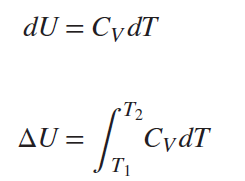 dU = C_V dT
ΔU = ∫_{T_1}^{T_2} C_V dT